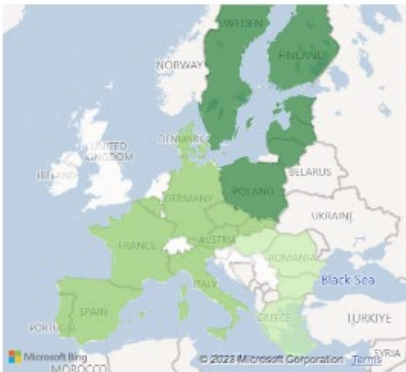 SWEDEN
FINLAND
NORWAY
DENMARK
UNITED
KINGDOM
IRELAND
BELARUS
POLAND
GERMANY
UKRAINE
FRANCE
AUSTRIA
ROMANIA
ITALY
Black Sea
SPAIN
PORTUGAL
GREECE
TÜRKIYE
Microsoft Bing
© 2023 Microsoft Corporation Terms
SYRIA
MOROCCO